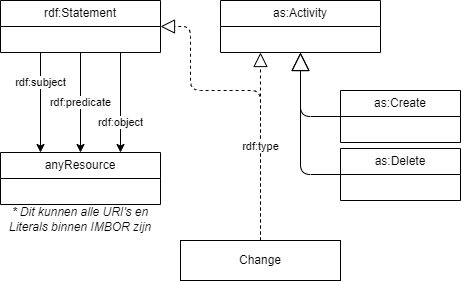 rdf:Statement
as:Activity
rdf:subject
rdf:predicate
rdf:object
as:Create
rdf:type
as:Delete
anyResource
* Dit kunnen alle URI's en
Literals binnen IMBOR zijn
Change